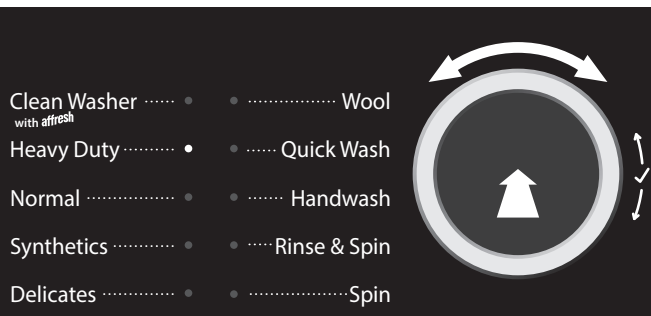 Clean Washer
with affresh
Heavy Duty
Normal
Synthetics
Delicates
Wool
Quick Wash
Handwash
Rinse & Spin
Spin